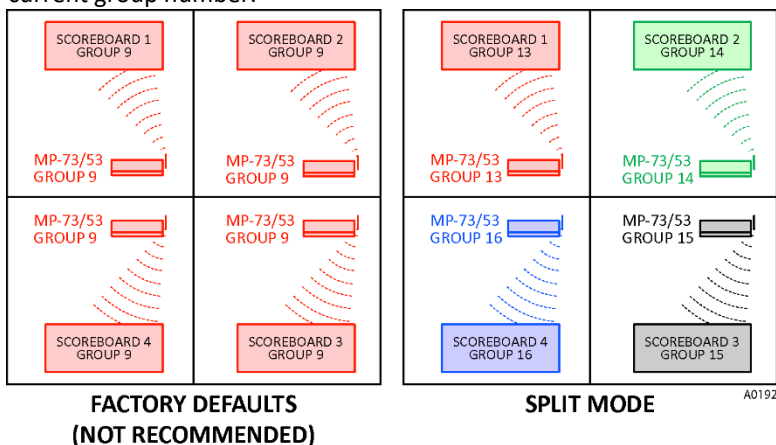 current group number.
SCOREBOARD 1
GROUP 9
SCOREBOARD 2
GROUP 9
MP-73/53
GROUP 9
MP-73/53
GROUP 9
MP-73/53
GROUP 9
MP-73/53
GROUP 9
SCOREBOARD 4
GROUP 9
SCOREBOARD 3
GROUP 9
FACTORY DEFAULTS
(NOT RECOMMENDED)
SCOREBOARD 1
GROUP 13
SCOREBOARD 2
GROUP 14
MP-73/53
GROUP 13
MP-73/53
GROUP 14
MP-73/53
GROUP 16
MP-73/53
GROUP 15
SCOREBOARD 4
GROUP 16
SCOREBOARD 3
GROUP 15
SPLIT MODE
A0192